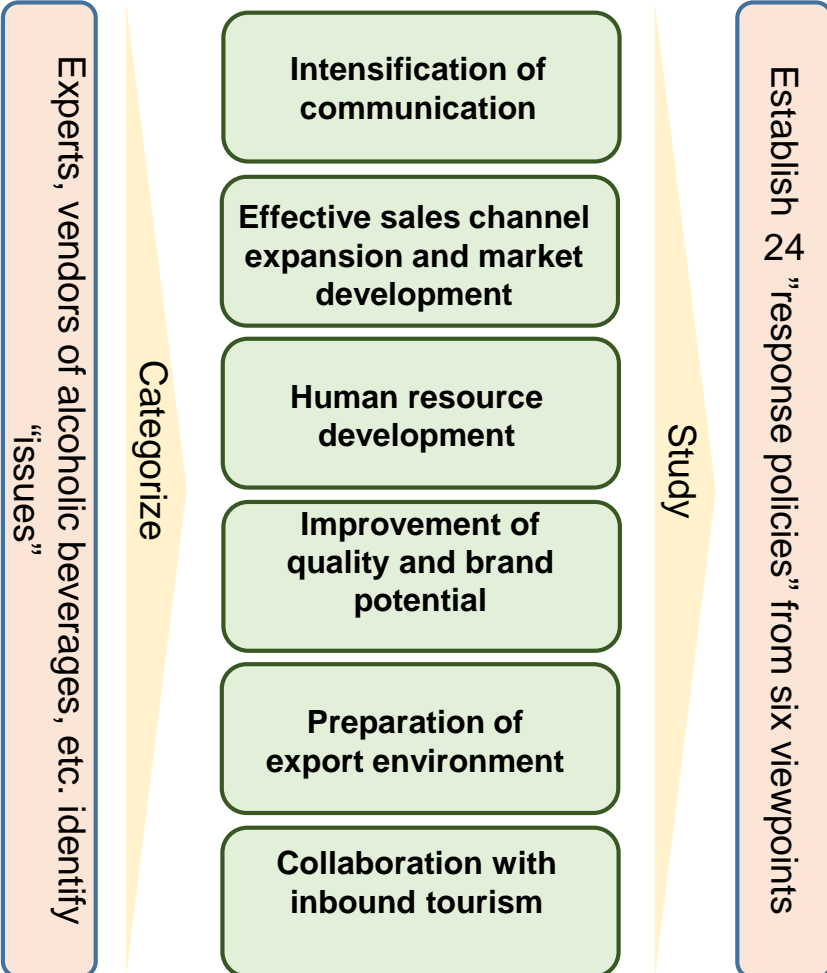 Experts, vendors of alcoholic beverages, etc. identify
“issues”
Categorize
Intensification of
communication
Effective sales channel
expansion and market
development
Human resource
development
Improvement of
quality and brand
potential
Preparation of
export environment
Collaboration with
inbound tourism
Study
Establish 24 ”response policies” from six viewpoints